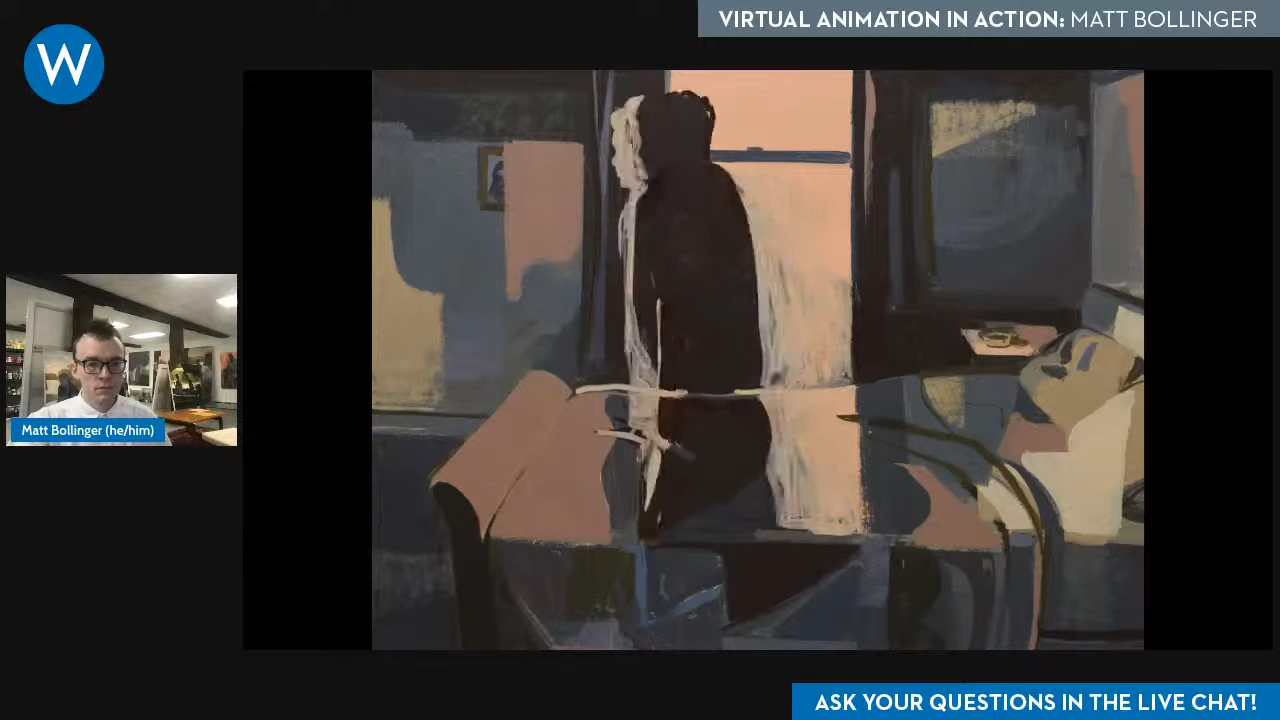 VIRTUAL ANIMATION IN ACTION: MATT BOLLINGER
W
Matt Bollinger (he/him)
ASK YOUR QUESTIONS IN THE LIVE CHAT!